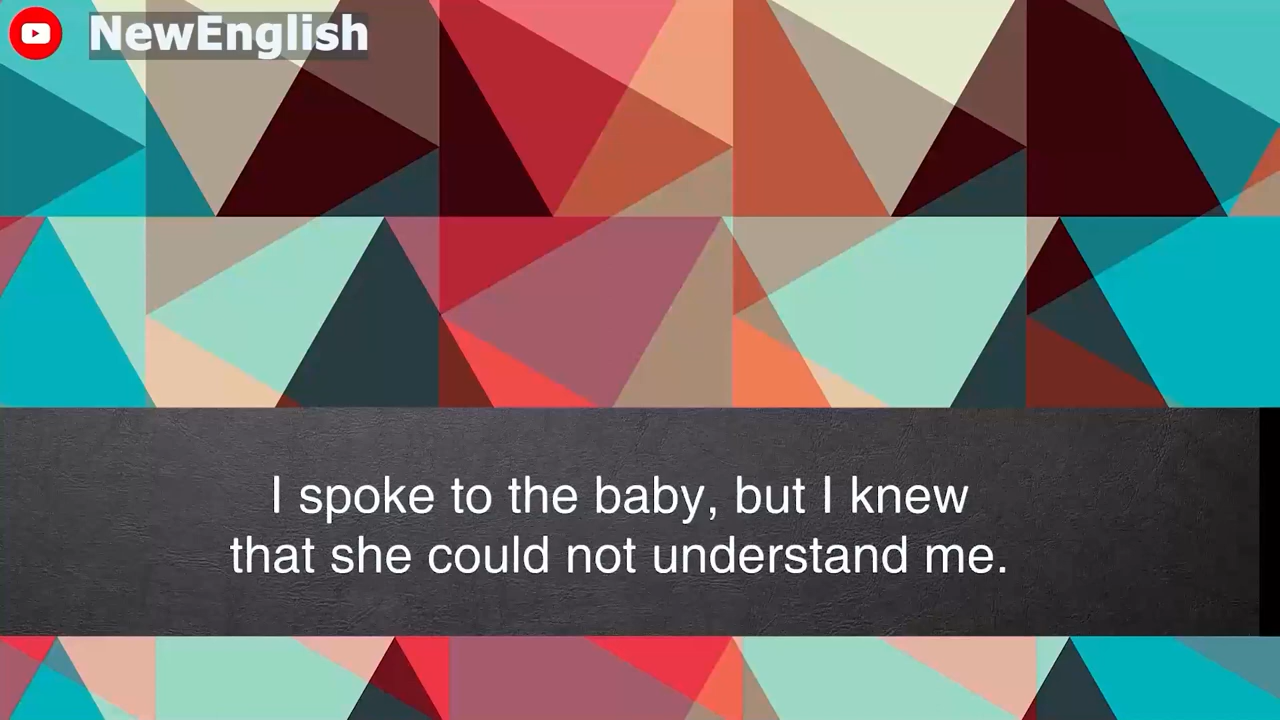 NewEnglish
I spoke to the baby, but I knew
that she could not understand me.